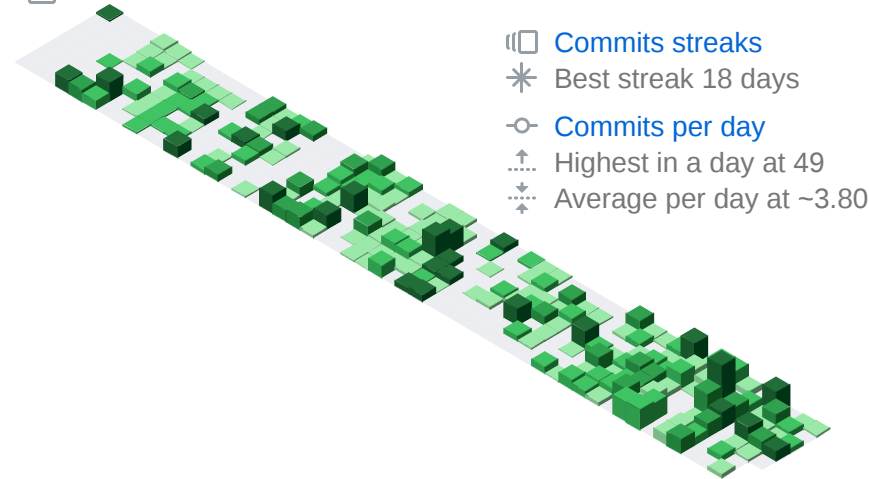 Commits streaks
Best streak 18 days
Commits per day
Highest in a day at 49
Average per day at ~3.80